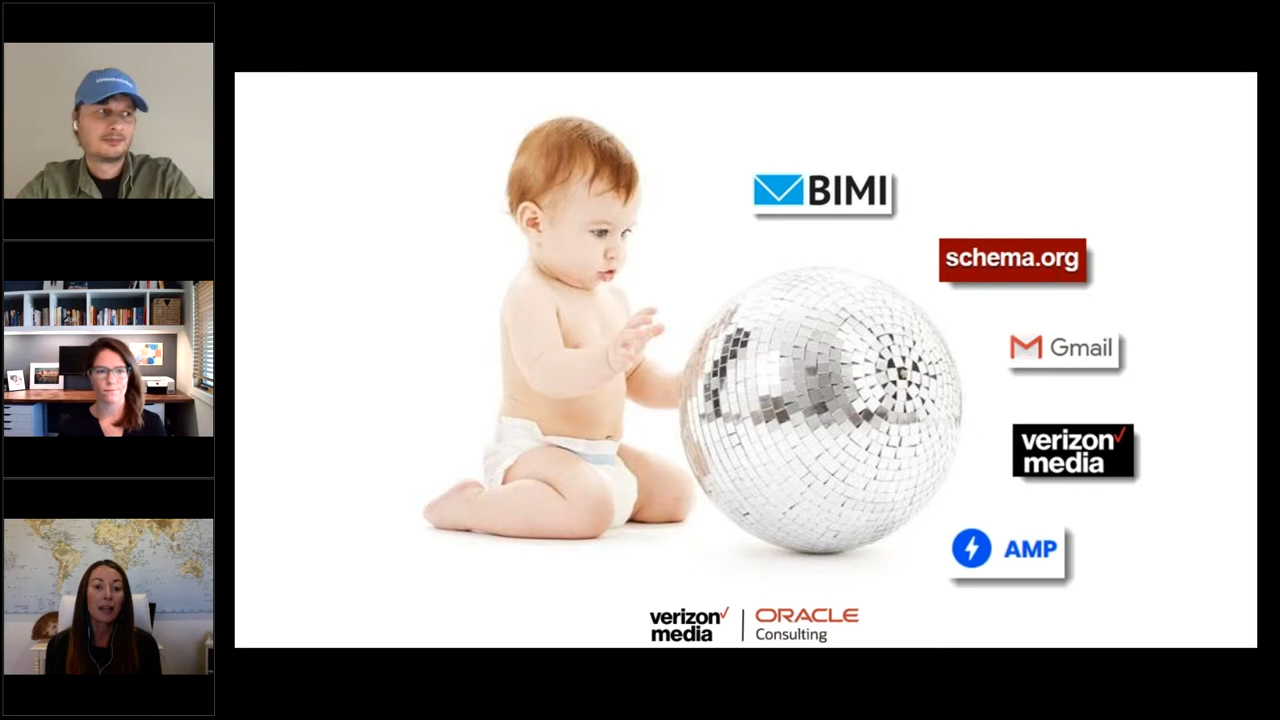 BIMI
schema.org
Gmail
verizon✓
media
AMP
verizon✓
media
ORACLE
Consulting